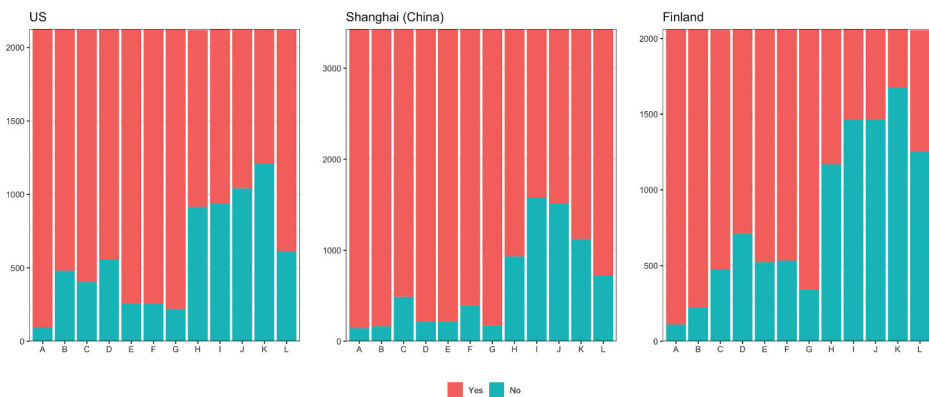 US
2000
1500
1000
500
0
A B C D E F G H I J K L
Shanghai (China)
3000
2000
1000
0
A B C D E F G H I J K L
Finland
2000
1500
1000
500
0
A B C D E F G H I J K L
Yes No